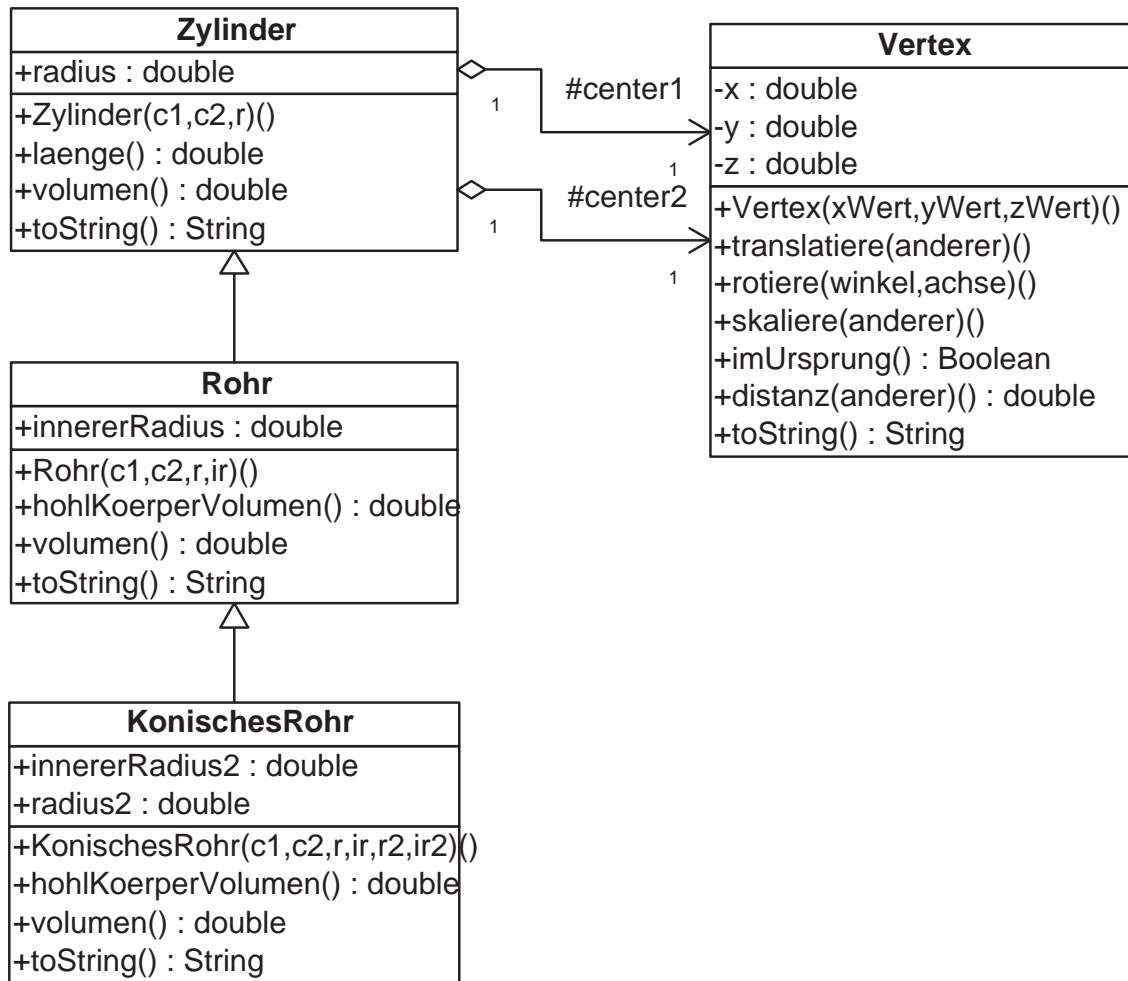 Zylinder
+radius : double
+Zylinder(c1,c2,r)()
+laenge() : double
+volumen() : double
+toString() : String
#center1
1
1
#center2
1
1
Vertex
-x : double
-y : double
-z : double
+Vertex(xWert,yWert,zWert)()
+translatiere(anderer)()
+rotiere(winkel,achse)()
+skaliere(anderer)()
+imUrsprung() : Boolean
+distanz(anderer)() : double
+toString() : String
Rohr
+innererRadius : double
+Rohr(c1,c2,r,ir)()
+hohlKoerperVolumen() : double
+volumen() : double
+toString() : String
KonischesRohr
+innererRadius2 : double
+radius2 : double
+KonischesRohr(c1,c2,r,ir,r2,ir2)()
+hohlKoerperVolumen() : double
+volumen() : double
+toString() : String